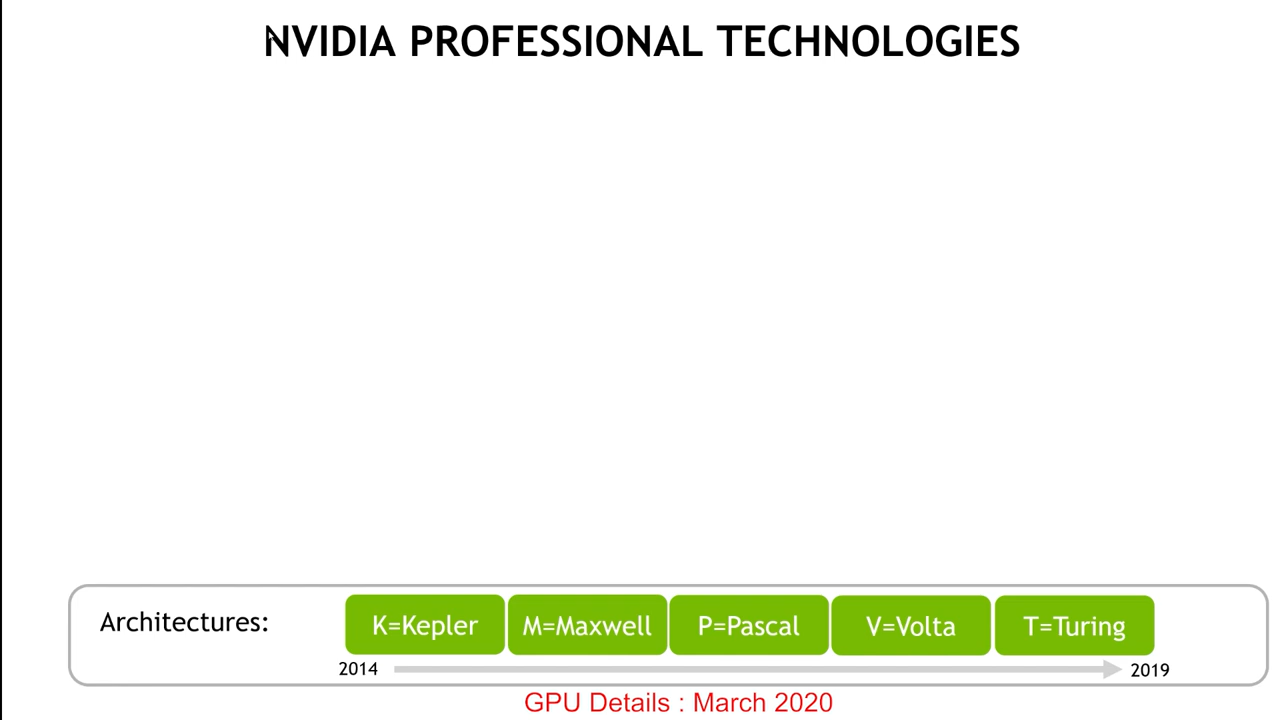 NVIDIA PROFESSIONAL TECHNOLOGIES
Architectures:
K=Kepler M=Maxwell P=Pascal V=Volta T=Turing
2014 2019
GPU Details : March 2020